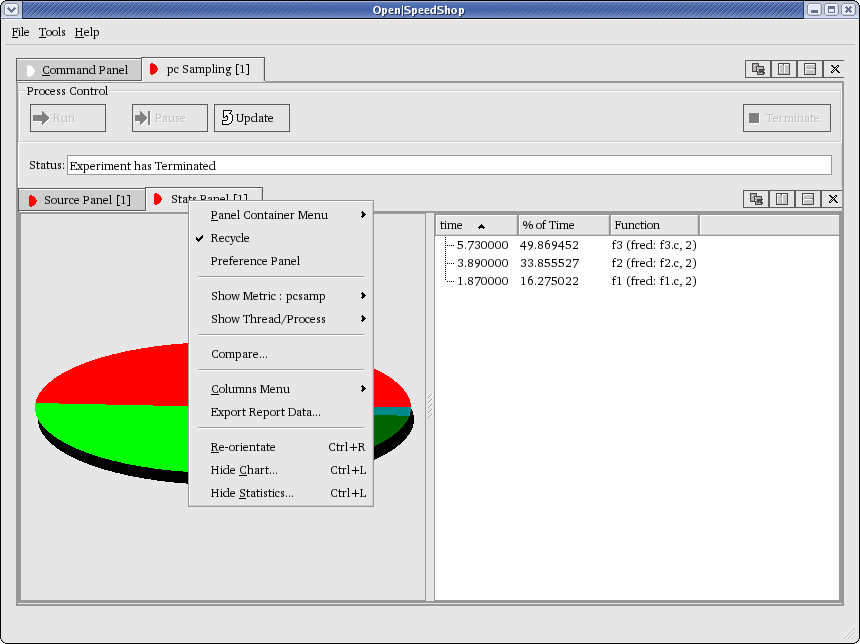 Open|SpeedShop
File Tools Help
Command Panel pc Sampling [1]
Process Control
Run Pause Update Terminate
Status: Experiment has Terminated
Source Panel [1] Stats Panel [1]
Panel Container Menu
Recycle
Preference Panel
Show Metric : pcsamp
Show Thread/Process
Compare...
Columns Menu
Export Report Data...
Re-orientate Ctrl+R
Hide Chart... Ctrl+L
Hide Statistics... Ctrl+L
time % of Time Function
5.730000 49.869452 f3 (fred: f3.c, 2)
3.890000 33.855527 f2 (fred: f2.c, 2)
1.870000 16.275022 f1 (fred: f1.c, 2)